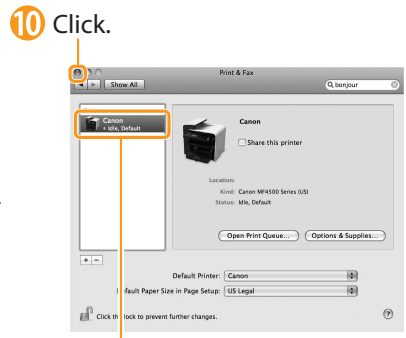 10 Click.
Print & Fax
Show All
bonjour
Canon
• Idle, Default
Canon
Share this printer
Location:
Kind: Canon MF4500 Series (US)
Status: Idle, Default
Open Print Queue...
Options & Supplies...
+ −
Default Printer: Canon
Default Paper Size in Page Setup: US Legal
Click the lock to prevent further changes.
?